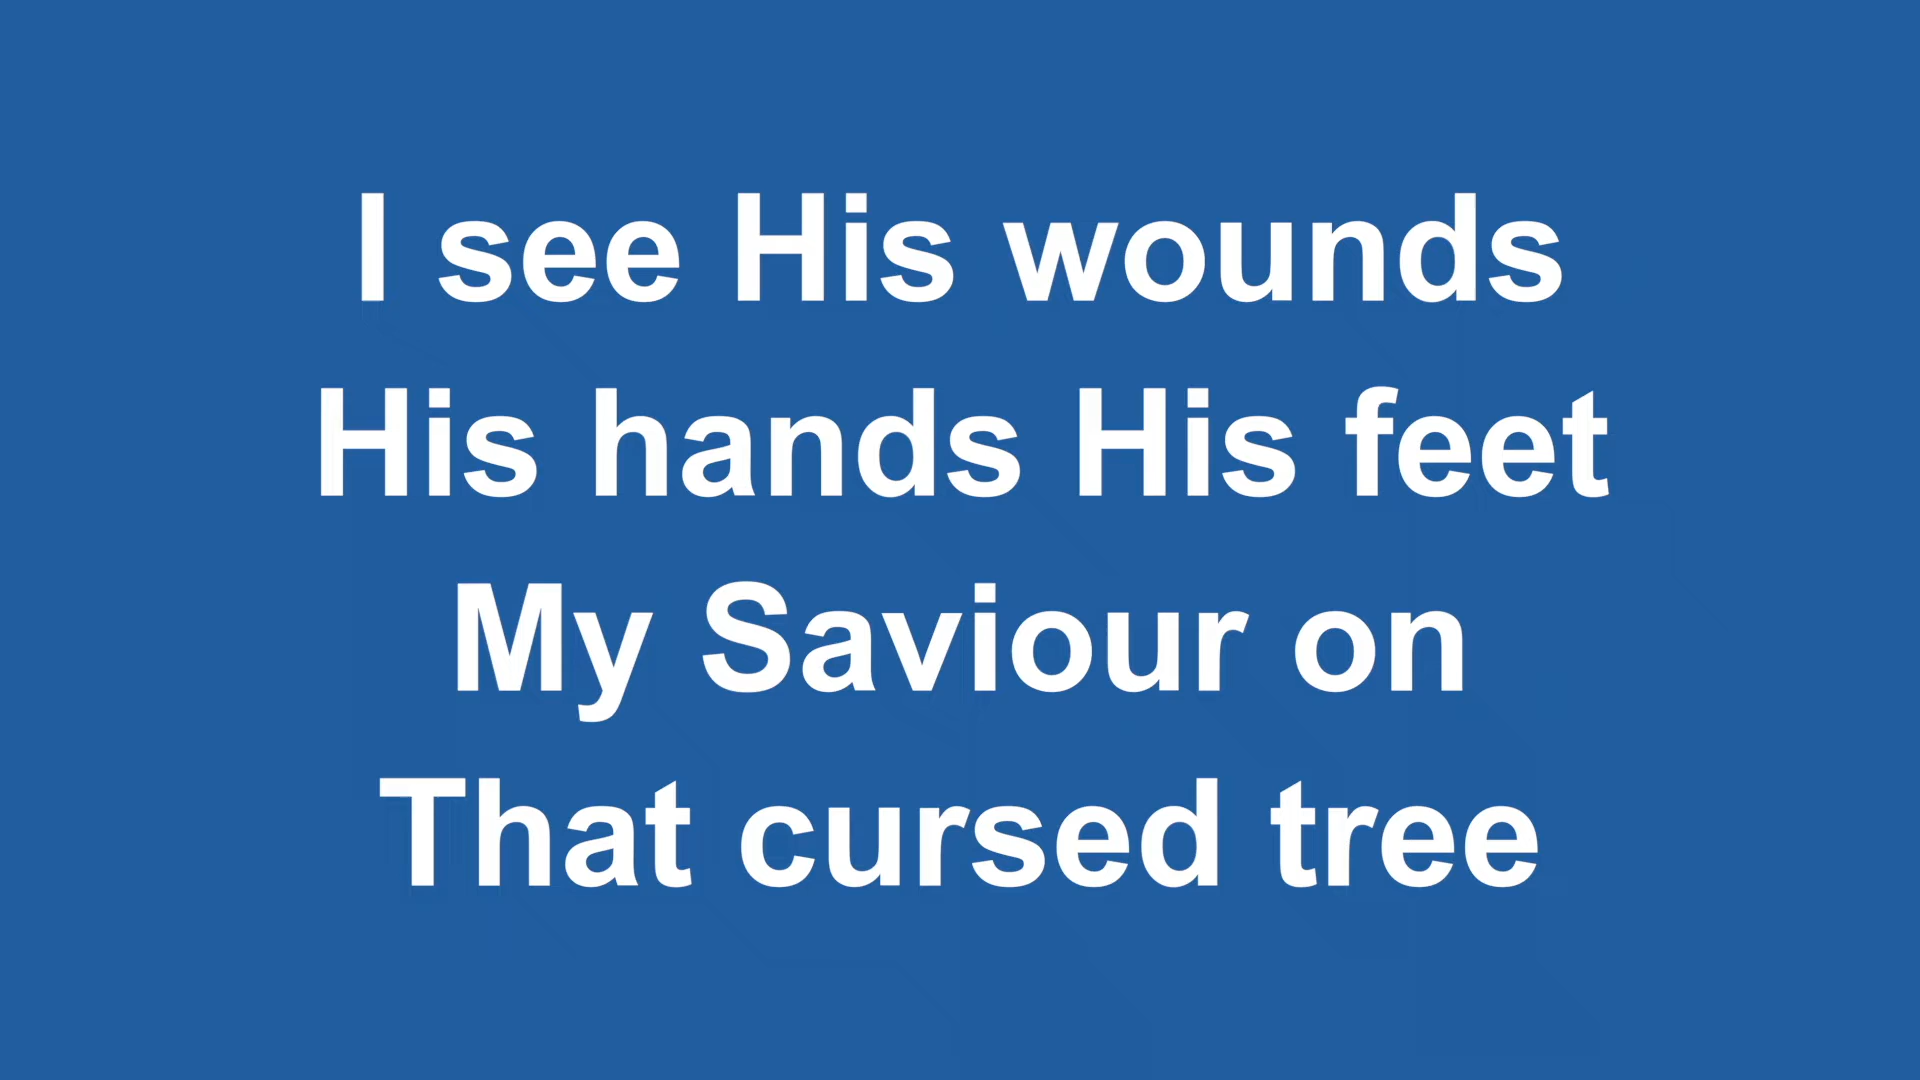 I see His wounds
His hands His feet
My Saviour on
That cursed tree